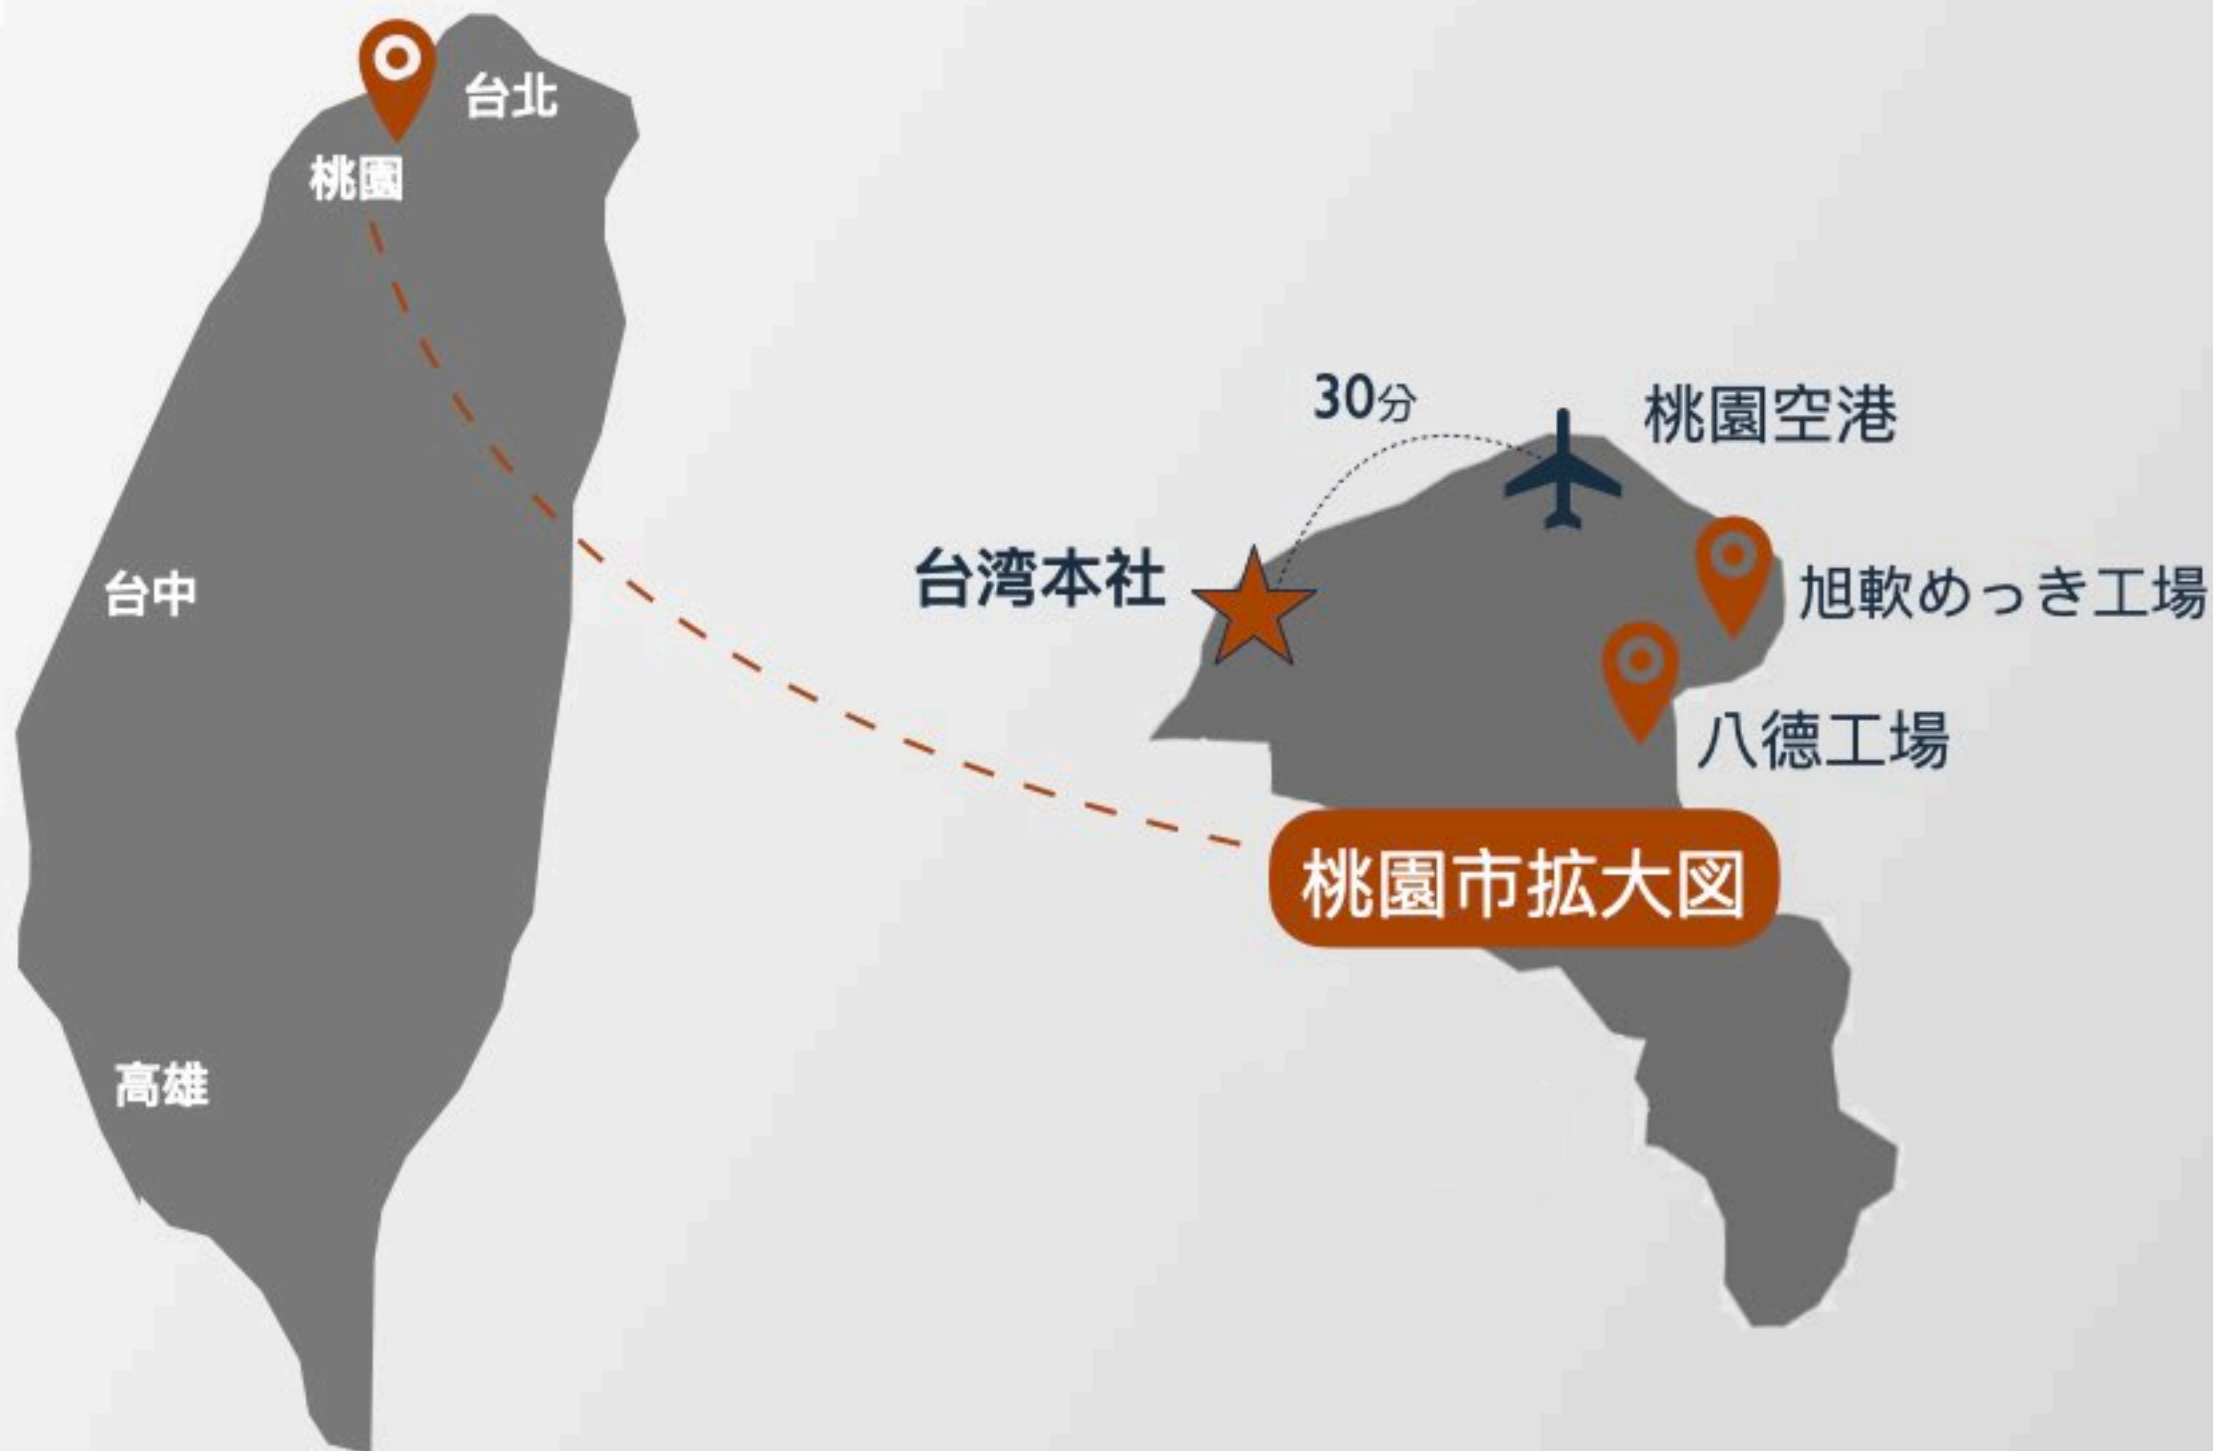 台北
桃園
台中
高雄
30分
桃園空港
台湾本社
旭軟めっき工場
八德工場
桃園市拡大図